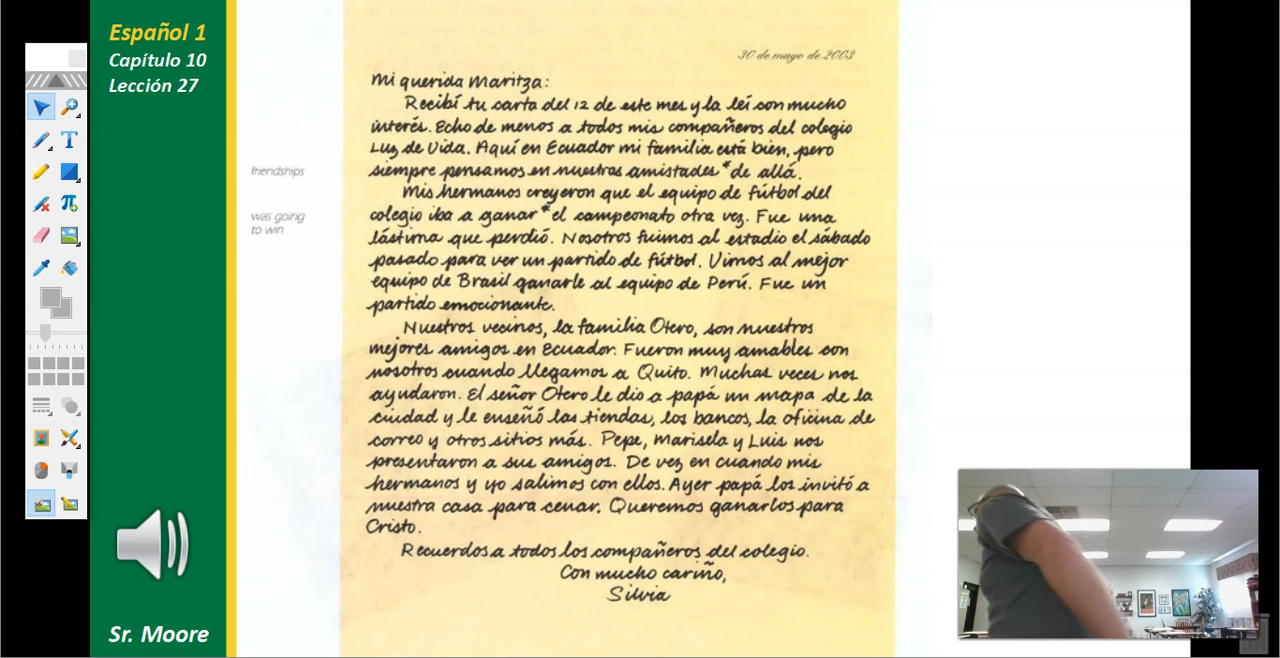 Español 1
Capítulo 10
Lección 27
30 de mayo de 2003
Mi querida Maritza:
Recibí tu carta del 12 de este mes y la leí con mucho
interés. Echo de menos a todos mis compañeros del colegio
Luz de Vida. Aquí en Ecuador mi familia está bien, pero
siempre pensamos en nuestras amistades * de allá.
friendships
Mis hermanos creyeron que el equipo de fútbol del
colegio iba a ganar * el campeonato otra vez. Fue una
was going
to win
lástima que perdió. Nosotros fuimos al estadio el sábado
pasado para ver un partido de fútbol. Vimos al mejor
equipo de Brasil ganarle al equipo de Perú. Fue un
partido emocionante.
Nuestros vecinos, la familia Otero, son nuestros
mejores amigos en Ecuador. Fueron muy amables con
nosotros cuando llegamos a Quito. Muchas veces nos
ayudaron. El señor Otero le dio a papá un mapa de la
ciudad y le enseñó las tiendas, los bancos, la oficina de
correo y otros sitios más. Pepe, Marisela y Luis nos
presentaron a sus amigos. De vez en cuando mis
hermanos y yo salimos con ellos. Ayer papá los invitó a
nuestra casa para cenar. Queremos ganarlos para
Cristo.
Recuerdos a todos los compañeros del colegio.
Con mucho cariño,
Silvia
Sr. Moore